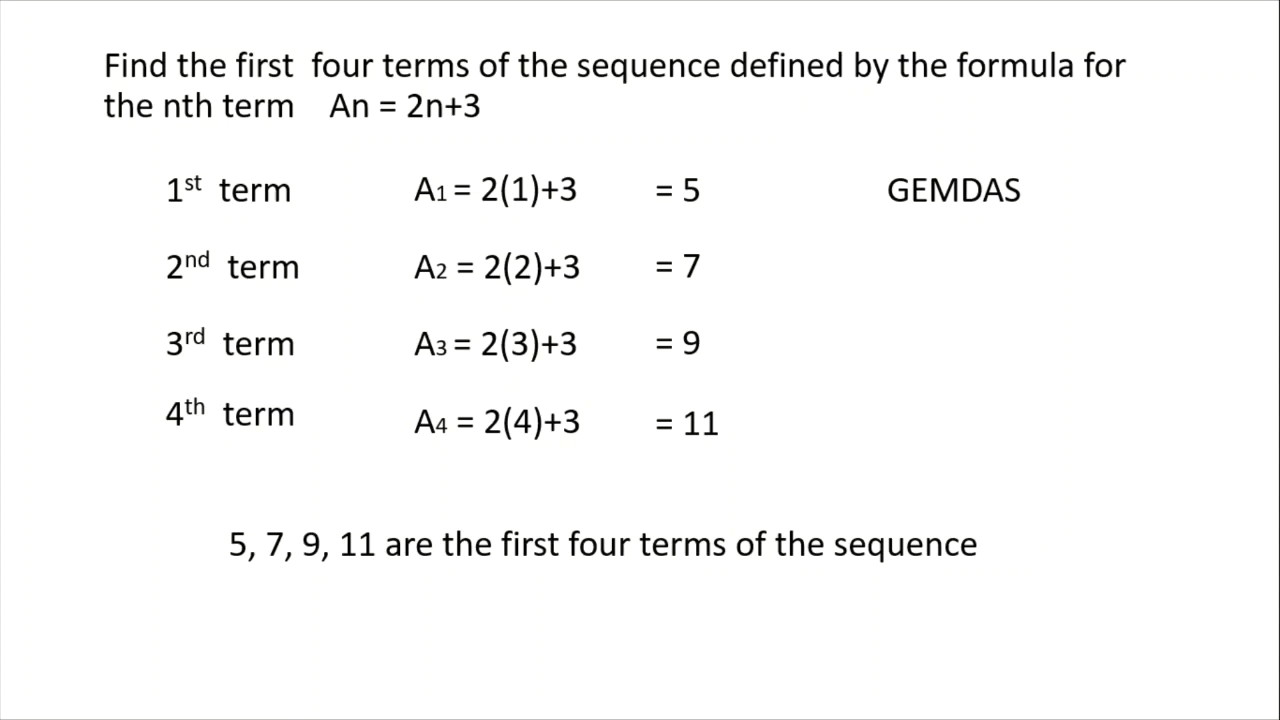 Find the first four terms of the sequence defined by the formula for
the nth term An = 2n+3
1st term A1 = 2(1)+3 = 5 GEMDAS
2nd term A2 = 2(2)+3 = 7
3rd term A3 = 2(3)+3 = 9
4th term A4 = 2(4)+3 = 11
5, 7, 9, 11 are the first four terms of the sequence